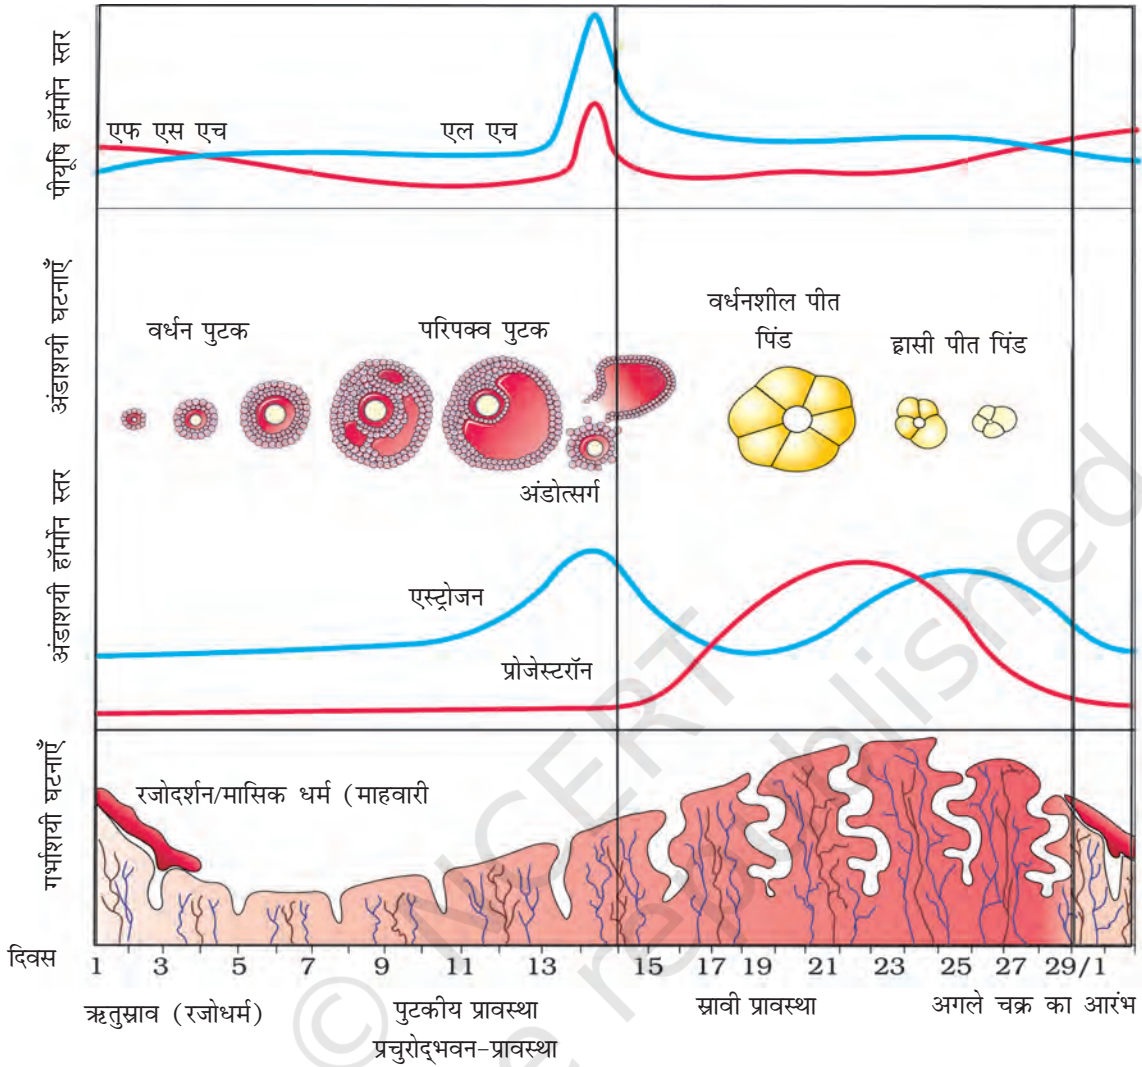 पीयूषि हॉर्मोन स्तर
एफ एस एच
एल एच
अंडाशयी घटनाएँ
वर्धन पुटक
परिपक्व पुटक
वर्धनशील पीत
पिंड
ह्रासी पीत पिंड
अंडोत्सर्ग
अंडाशयी हॉर्मोन स्तर
एस्ट्रोजन
प्रोजेस्टरॉन
गर्भाशयी घटनाएँ
रजोदर्शन/मासिक धर्म (माहवारी
दिवस
1 3 5 7 9 11 13 15 17 19 21 23 25 27 29/1
ऋतुस्राव (रजोधर्म)
पुटकीय प्रावस्था
प्रचुरोद्‌भवन-प्रावस्था
स्रावी प्रावस्था
अगले चक्र का आरंभ
© NCERT
be republished